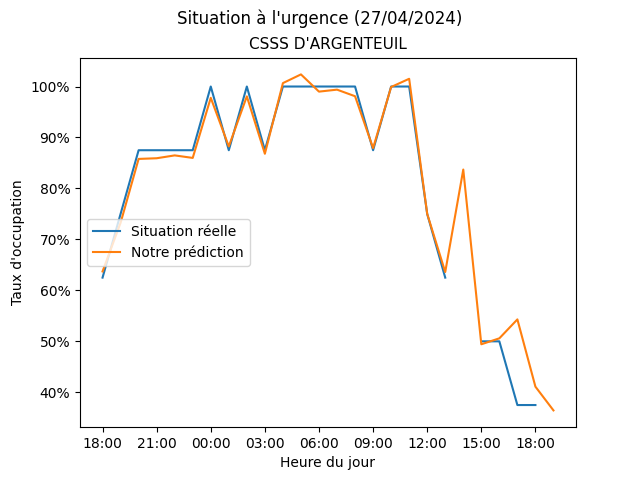 Situation à l'urgence (27/04/2024)
CSSS D'ARGENTEUIL
100%
90%
80%
70%
60%
50%
40%
Taux d'occupation
Situation réelle
Notre prédiction
18:00 21:00 00:00 03:00 06:00 09:00 12:00 15:00 18:00
Heure du jour